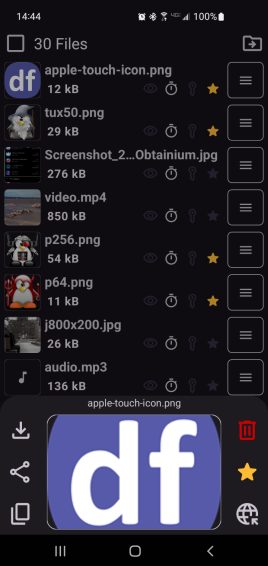 14:44
100%
30 Files
df
apple-touch-icon.png
12 kB
tux50.png
29 kB
Screenshot_2...Obtainium.jpg
276 kB
video.mp4
850 kB
p256.png
54 kB
p64.png
11 kB
j800x200.jpg
26 kB
audio.mp3
136 kB
apple-touch-icon.png
df